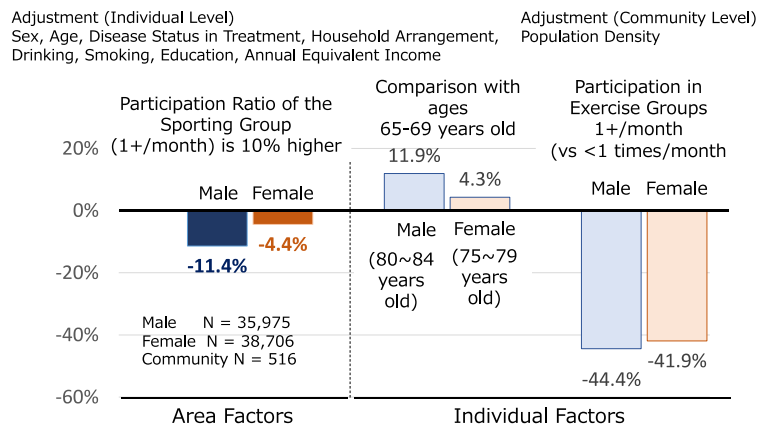 Adjustment (Individual Level)
Sex, Age, Disease Status in Treatment, Household Arrangement,
Drinking, Smoking, Education, Annual Equivalent Income
Adjustment (Community Level)
Population Density
Participation Ratio of the
Sporting Group
(1+/month) is 10% higher
Comparison with
ages
65-69 years old
Participation in
Exercise Groups
1+/month
(vs <1 times/month
20%
0%
-20%
-40%
-60%
Male
Female
-11.4%
-4.4%
Male N = 35,975
Female N = 38,706
Community N = 516
11.9%
4.3%
Male
(80~84
years
old)
Female
(75~79
years
old)
Male
Female
-44.4%
-41.9%
Area Factors
Individual Factors